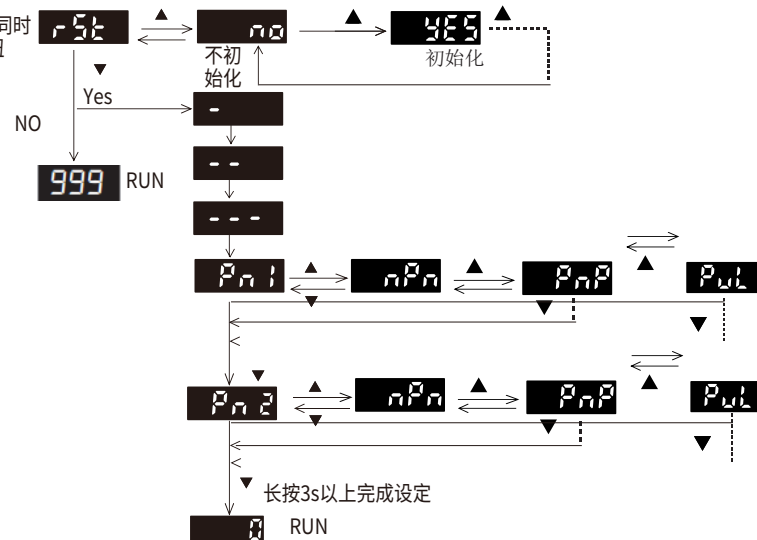 同时
rSt
no
YES
不初
始化
初始化
Yes
-
NO
--
999 RUN
---
Pn1
nPn
PnP
PuL
Pn2
nPn
PnP
PuL
长按3s以上完成设定
0
RUN